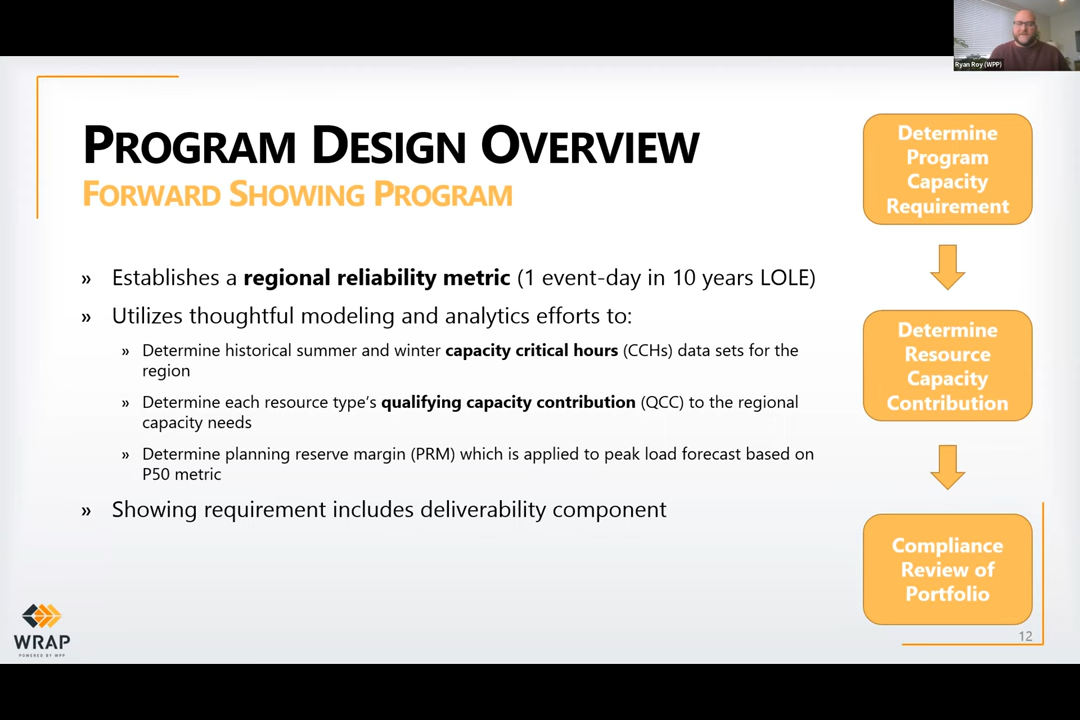 Ryan Roy (WPP)
PROGRAM DESIGN OVERVIEW
FORWARD SHOWING PROGRAM
» Establishes a regional reliability metric (1 event-day in 10 years LOLE)
» Utilizes thoughtful modeling and analytics efforts to:
» Determine historical summer and winter capacity critical hours (CCHs) data sets for the
region
» Determine each resource type's qualifying capacity contribution (QCC) to the regional
capacity needs
» Determine planning reserve margin (PRM) which is applied to peak load forecast based on
P50 metric
» Showing requirement includes deliverability component
Determine
Program
Capacity
Requirement
Determine
Resource
Capacity
Contribution
Compliance
Review of
Portfolio
12
WRAP
POWERED BY WPP